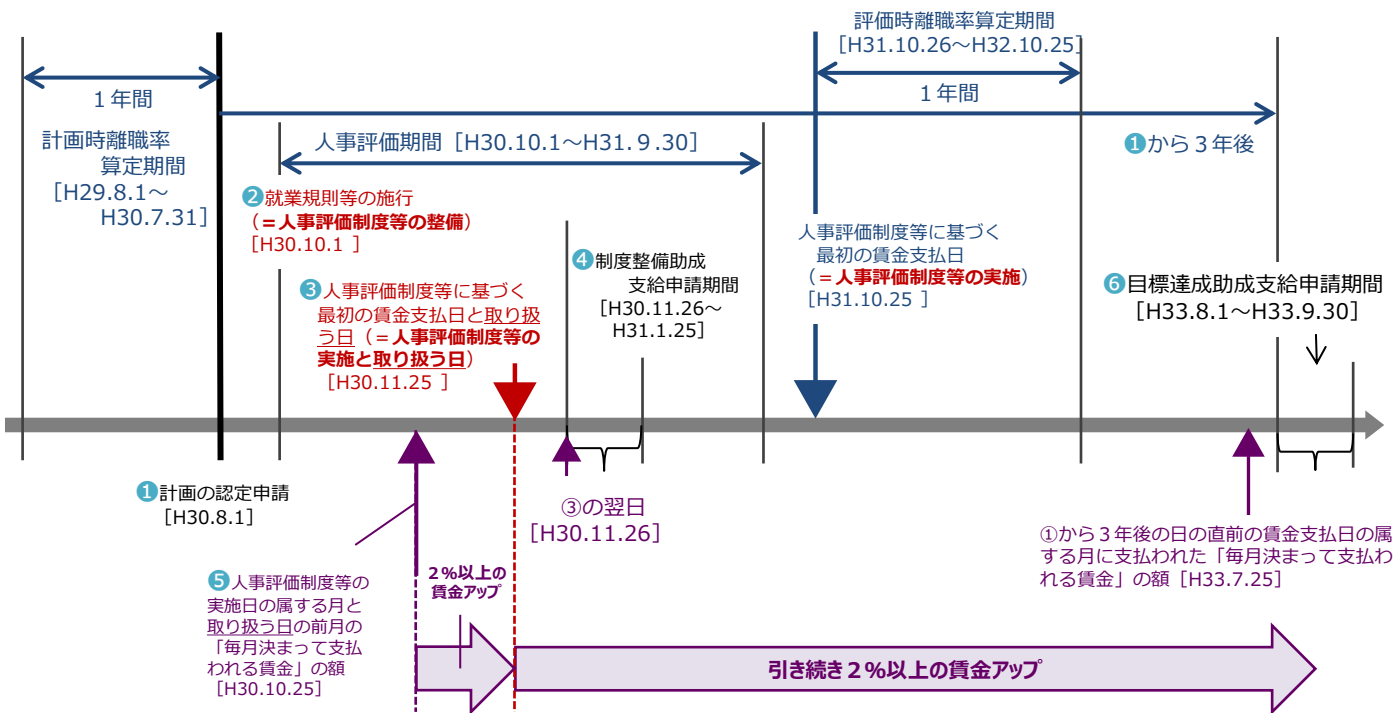 評価時離職率算定期間
[H31.10.26～H32.10.25]
1年間
1年間
計画時離職率
算定期間
[H29.8.1～
H30.7.31]
人事評価期間［H30.10.1～H31.９.30］
❶から３年後
❷就業規則等の施行
（＝人事評価制度等の整備）
［H30.10.1 ］
❸人事評価制度等に基づく
最初の賃金支払日と取り扱
う日（＝人事評価制度等の
実施と取り扱う日）
［H30.11.25 ］
❹制度整備助成
支給申請期間
［H30.11.26～
H31.1.25］
人事評価制度等に基づく
最初の賃金支払日
（＝人事評価制度等の実施）
［H31.10.25 ］
❻目標達成助成支給申請期間
［H33.8.1～H33.9.30］
❶計画の認定申請
［H30.8.1］
③の翌日
［H30.11.26］
①から３年後の日の直前の賃金支払日の属
する月に支払われた「毎月決まって支払わ
れる賃金」の額［H33.7.25］
❺人事評価制度等の
実施日の属する月と
取り扱う日の前月の
「毎月決まって支払
われる賃金」の額
［H30.10.25］
２%以上の
賃金アップ
引き続き２%以上の賃金アップ